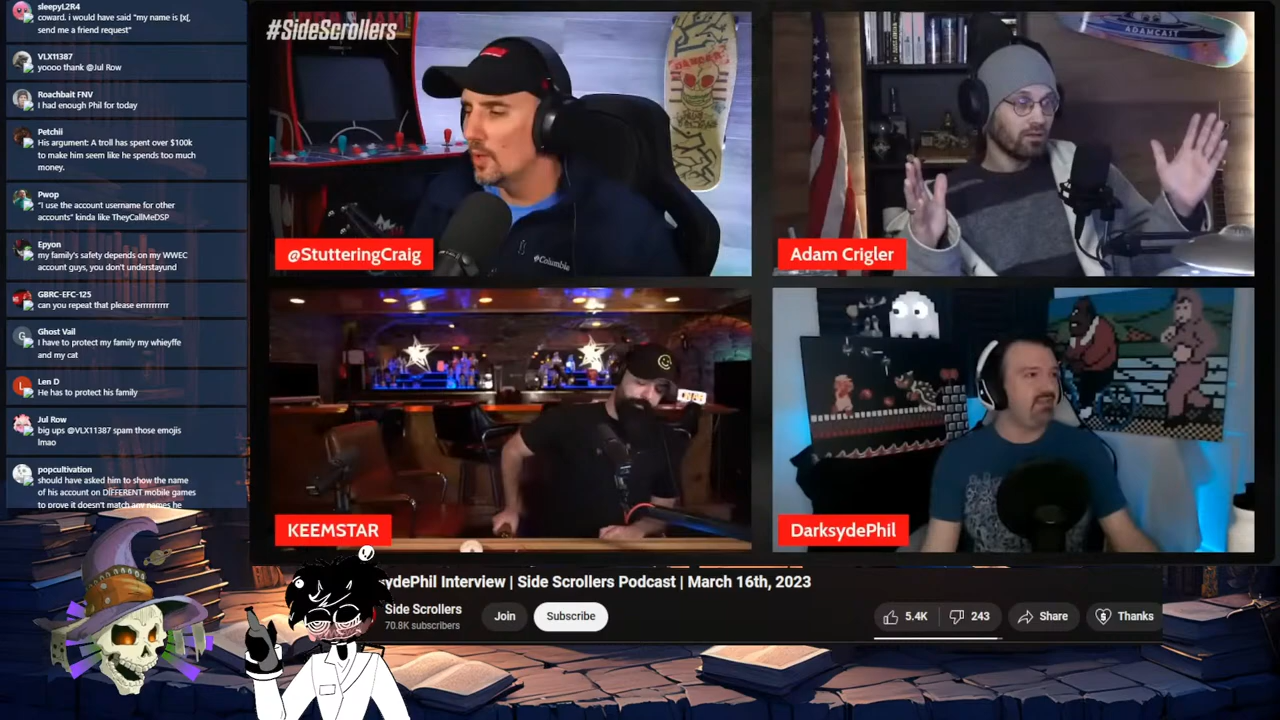 sleepyL2R4
coward. i would have said "my name is [x[,
send me a friend request"
VLX11387
yoooo thank @Jul Row
Roachbait FNV
I had enough Phil for today
Petchii
His argument: A troll has spent over $100k
to make him seem like he spends too much
money.
Pwop
"I use the account username for other
accounts" kinda like TheyCallMeDSP
Epyon
my family's safety depends on my WWEC
account guys, you don't understayund
GBRC-EFC-125
can you repeat that please errrrrrrrr
Ghost Vail
I have to protect my family my whieyffe
and my cat
Len D
He has to protect his family
Jul Row
big ups @VLX11387 spam those emojis
lmao
popcultivation
should have asked him to show the name
of his account on DIFFERENT mobile games
to prove it doesn't match any names he
#SideScrollers
@StutteringCraig
Columbia
ADAMCAST
Adam Crigler
KEEMSTAR
DarksydePhil
sydePhil Interview | Side Scrollers Podcast | March 16th, 2023
Side Scrollers
70.8K subscribers
Join
Subscribe
5.4K
243
Share
Thanks